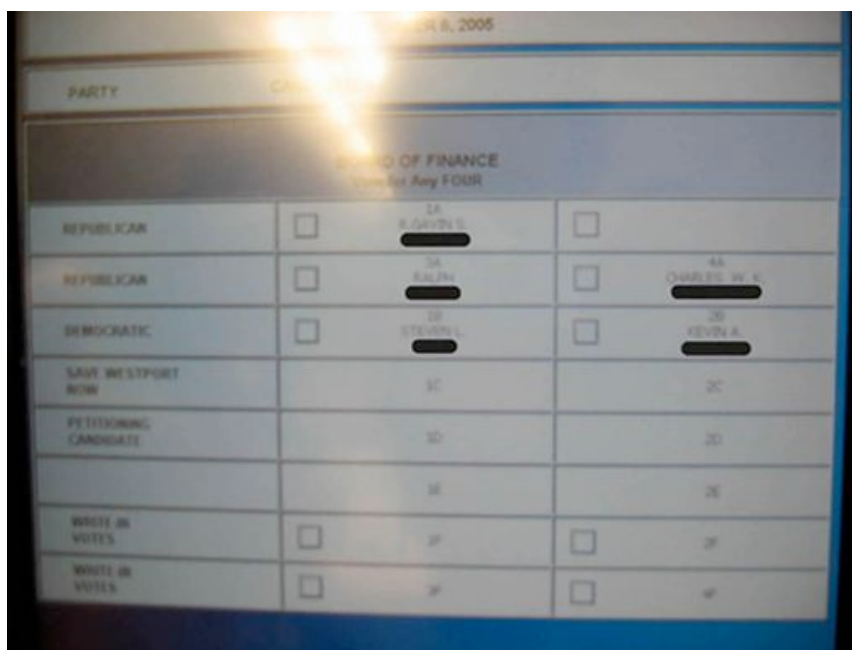 8, 2005
PARTY
OF FINANCE
Vote for Any FOUR
REPUBLICAN
1A
R.GAVIN S.
REPUBLICAN
3A
RALPH
4A
CHARLES W. K.
DEMOCRATIC
1B
STEVEN L.
2B
KEVIN A.
SAVE WESTPORT
NOW
1C
2C
PETITIONING
CANDIDATE
1D
2D
1E
2E
WRITE IN
VOTES
1F
2F
WRITE IN
VOTES
3F
4F